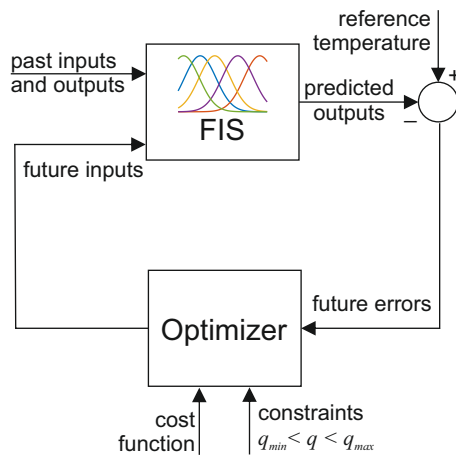 reference
temperature
past inputs
and outputs
predicted
outputs
+
−
FIS
future inputs
future errors
Optimizer
cost
function
constraints
q_min < q < q_max